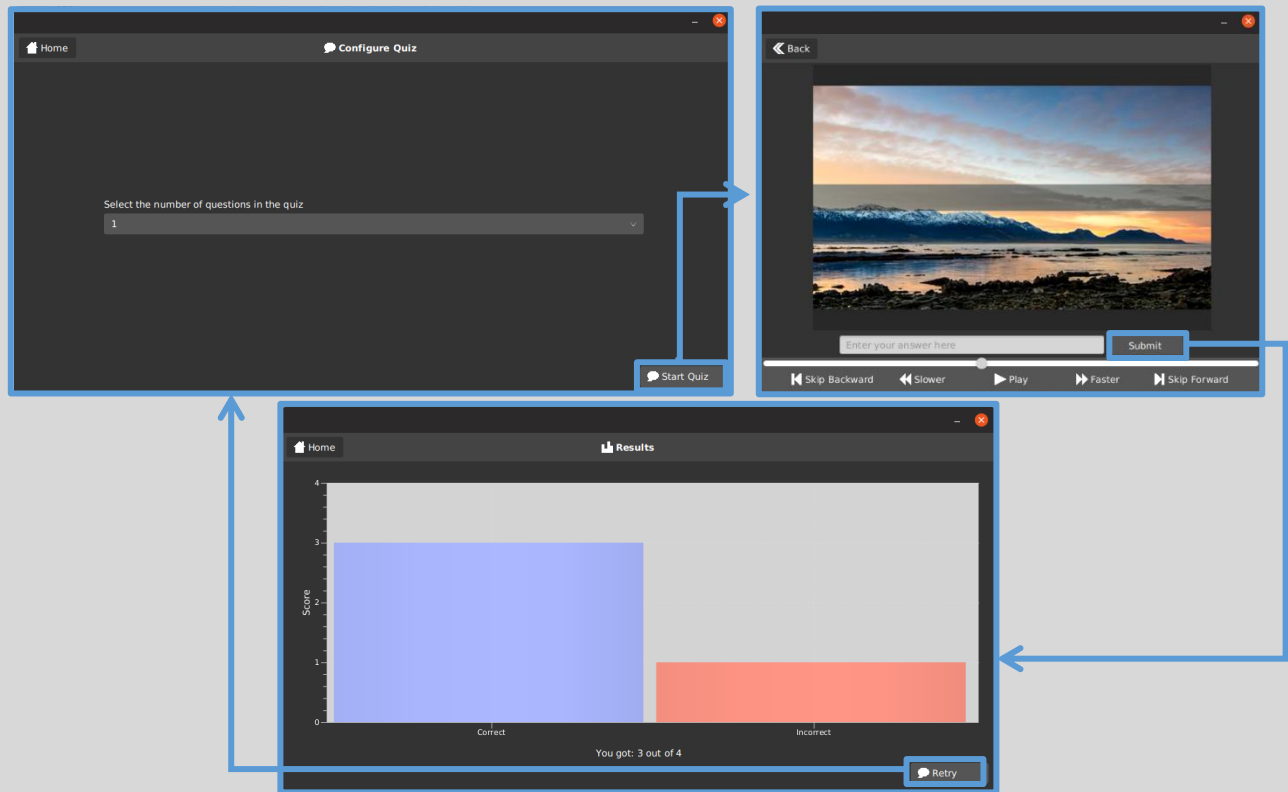 Home
Configure Quiz
Select the number of questions in the quiz
1
Start Quiz
Back
Enter your answer here
Submit
Skip Backward
Slower
Play
Faster
Skip Forward
Home
Results
4
3
2
1
0
Score
Correct
Incorrect
You got: 3 out of 4
Retry